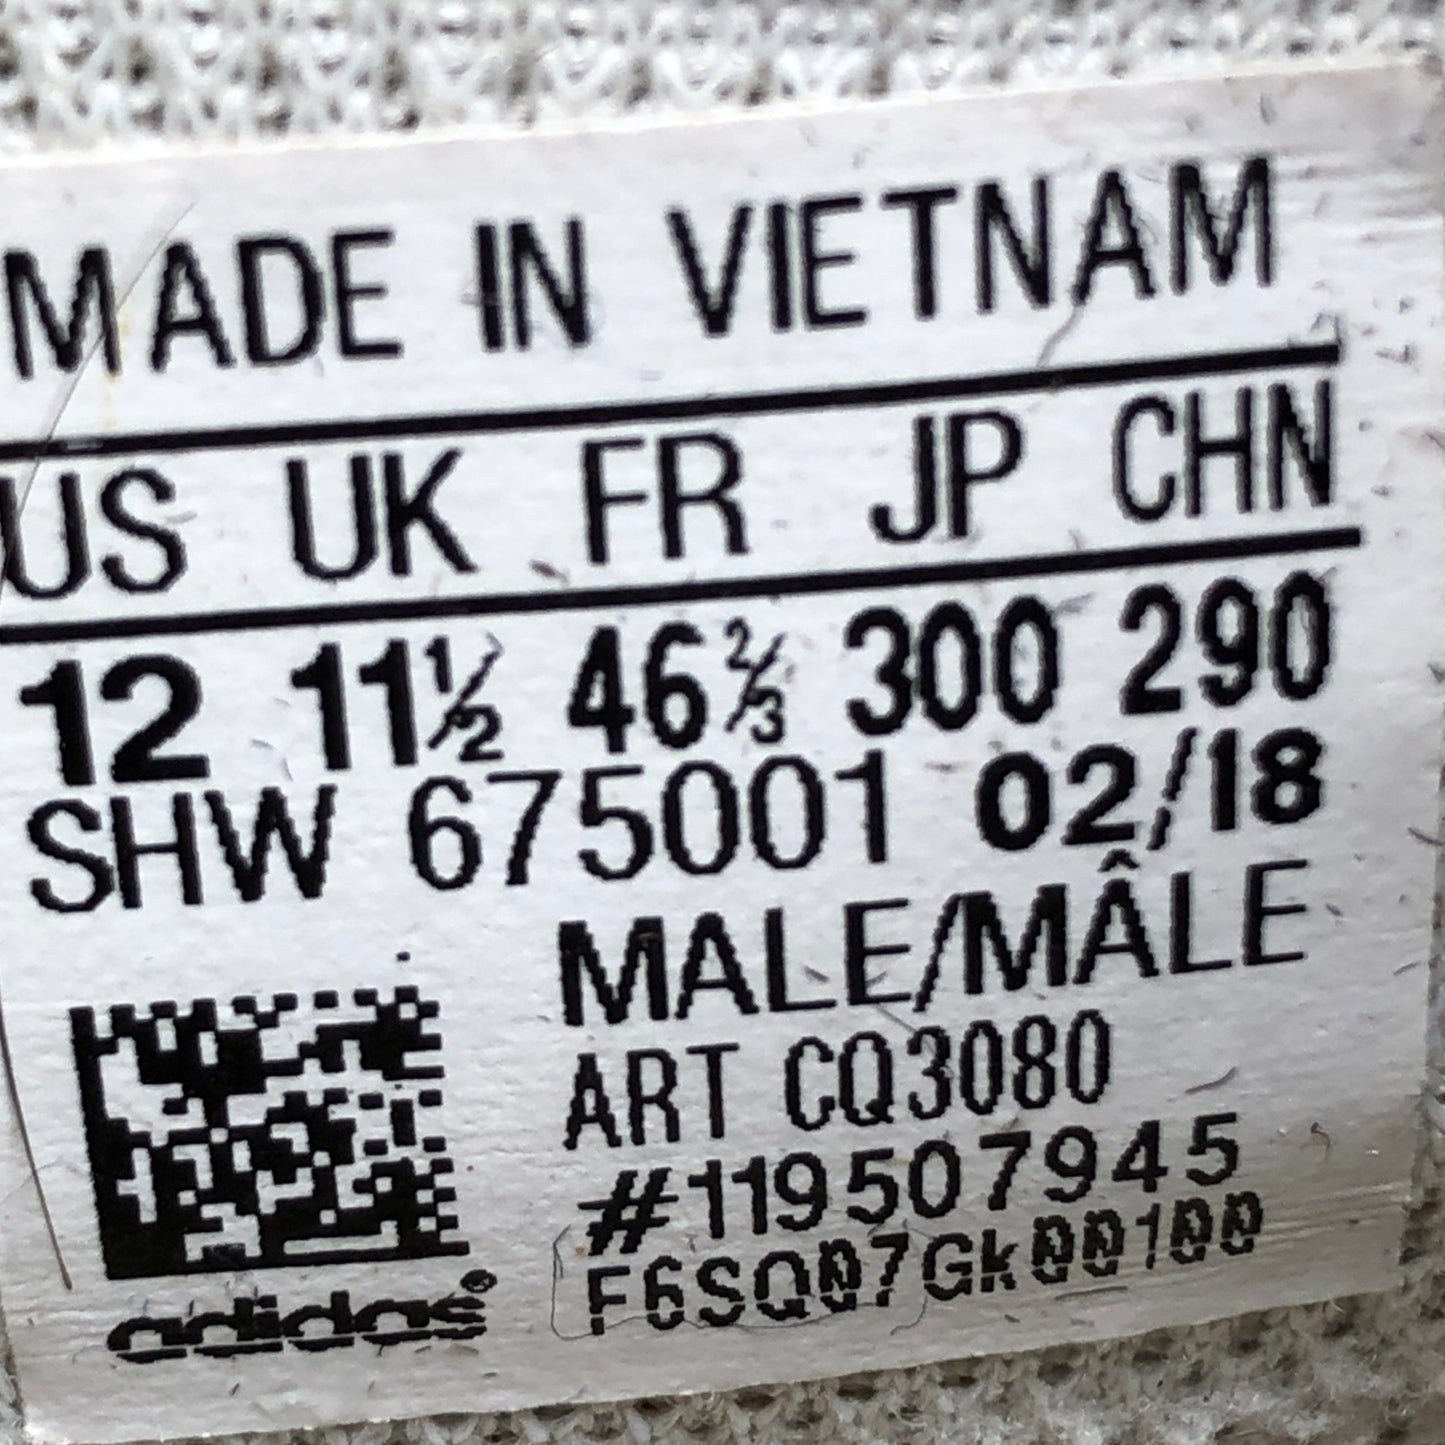 MADE IN VIETNAM
US UK FR JP CHN
12 11½ 46⅔ 300 290
SHW 675001 02/18
MALE/MÂLE
ART CQ3080
#119507945
F6SQ07Gk00100
adidas®